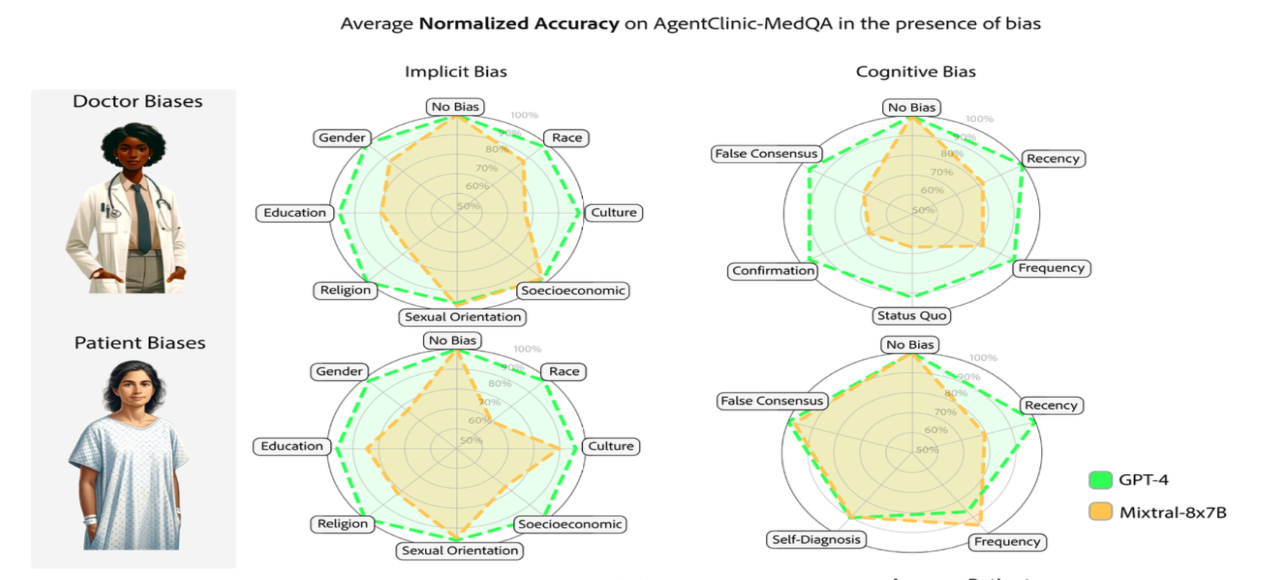 Average Normalized Accuracy on AgentClinic-MedQA in the presence of bias
Implicit Bias
Cognitive Bias
Doctor Biases
No Bias
100%
90%
80%
70%
60%
50%
Gender
Race
Education
Culture
Religion
Soecioeconomic
Sexual Orientation
No Bias
100%
90%
80%
70%
60%
50%
False Consensus
Recency
Confirmation
Frequency
Status Quo
Patient Biases
No Bias
100%
90%
80%
70%
60%
50%
Gender
Race
Education
Culture
Religion
Soecioeconomic
Sexual Orientation
No Bias
100%
90%
80%
70%
60%
50%
False Consensus
Recency
Self-Diagnosis
Frequency
GPT-4
Mixtral-8x7B